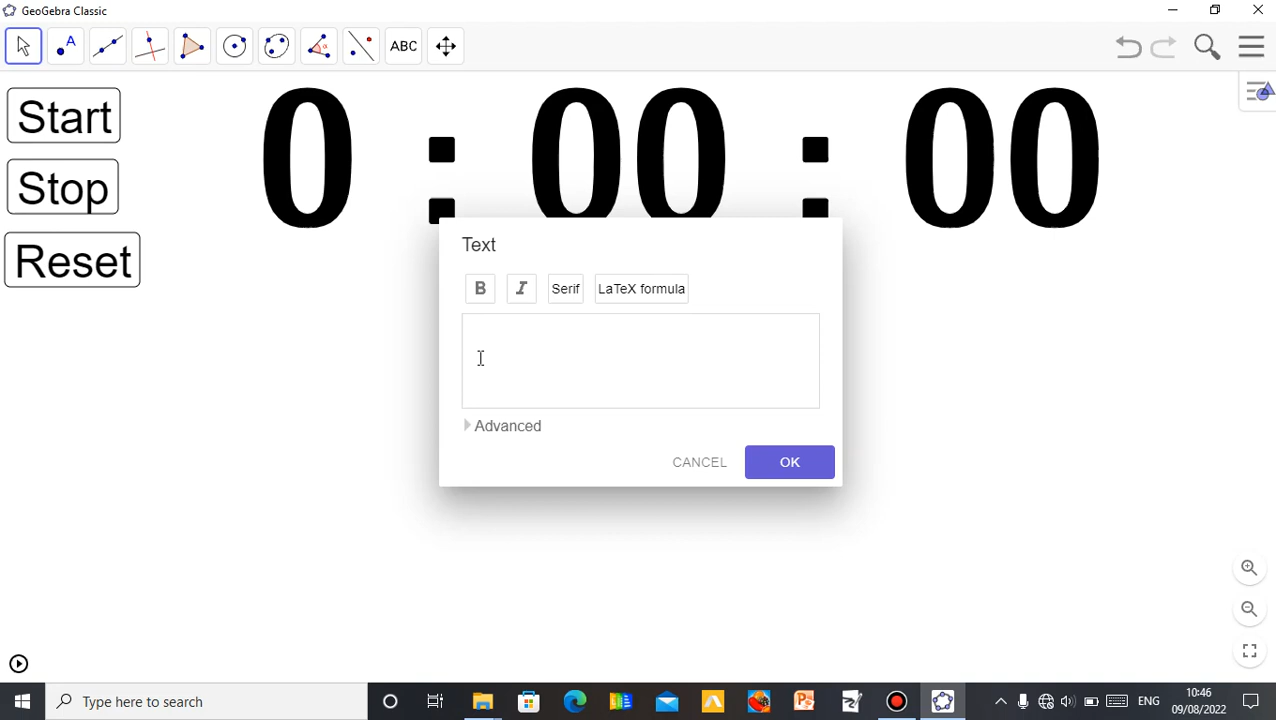 GeoGebra Classic
A
ABC
Start
Stop
Reset
0 : 00 : 00
Text
B
I
Serif
LaTeX formula
Advanced
CANCEL
OK
Type here to search
ENG
10:46
09/08/2022